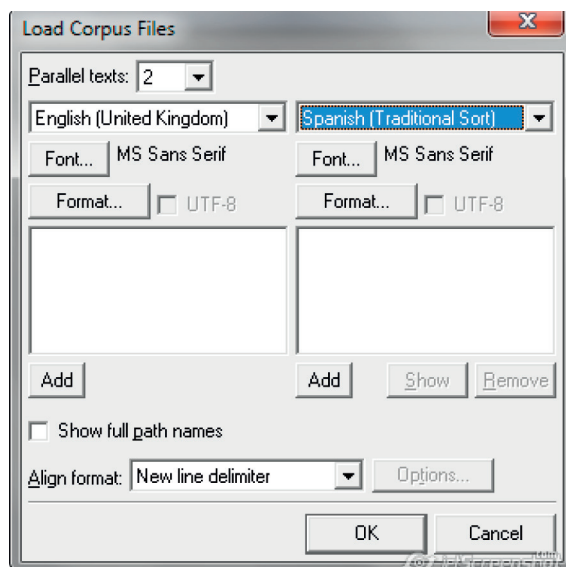 Load Corpus Files
Parallel texts: 2
English (United Kingdom) Spanish (Traditional Sort)
Font... MS Sans Serif Font... MS Sans Serif
Format... UTF-8 Format... UTF-8
Add Add Show Remove
Show full path names
Align format: New line delimiter Options...
OK Cancel